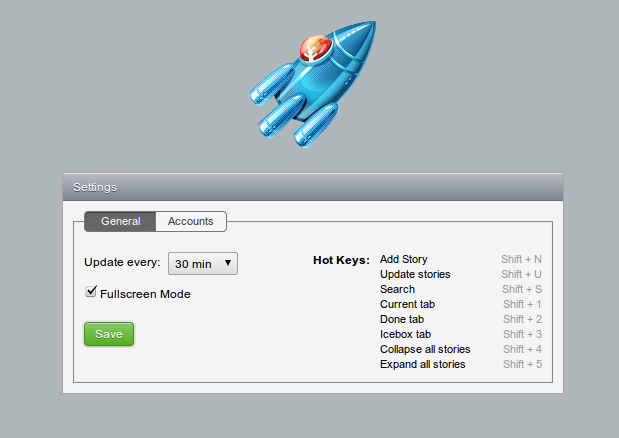 Settings
General Accounts
Update every: 30 min
Fullscreen Mode
Save
Hot Keys: Add Story Shift + N
Update stories Shift + U
Search Shift + S
Current tab Shift + 1
Done tab Shift + 2
Icebox tab Shift + 3
Collapse all stories Shift + 4
Expand all stories Shift + 5